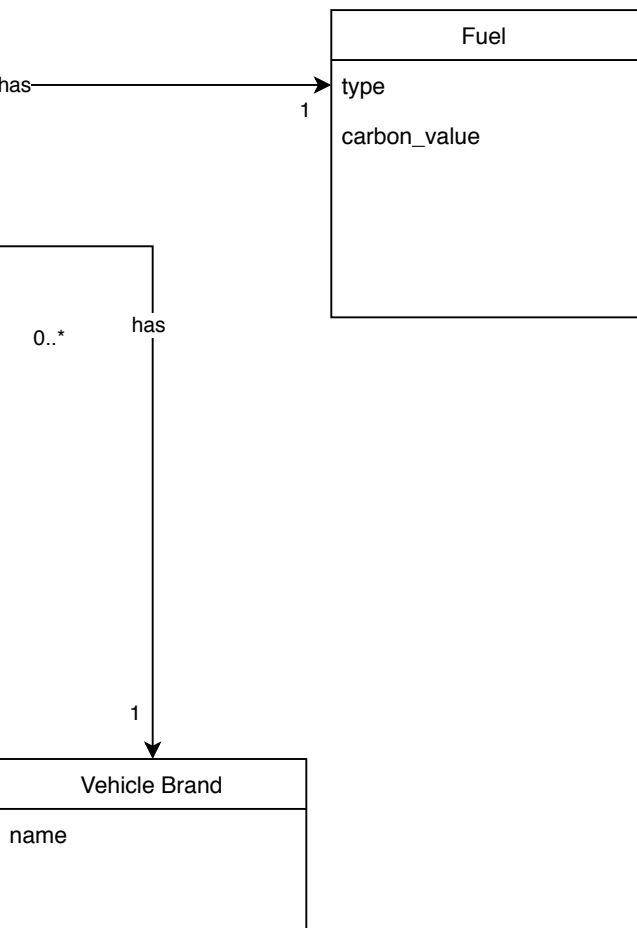 Fuel
has
type
1
carbon_value
has
0..*
1
Vehicle Brand
name